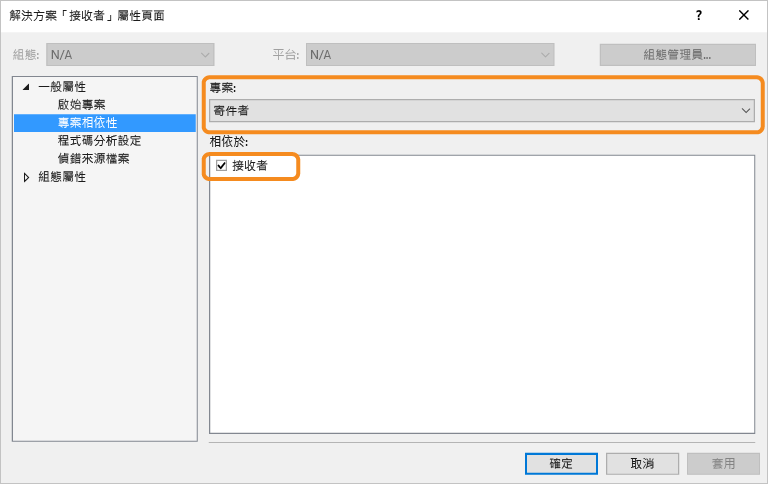 解決方案「接收者」屬性頁面
?
組態: N/A 平台: N/A 組態管理員...
一般屬性
啟始專案
專案相依性
程式碼分析設定
偵錯來源檔案
組態屬性
專案:
寄件者
相依於:
接收者
確定 取消 套用